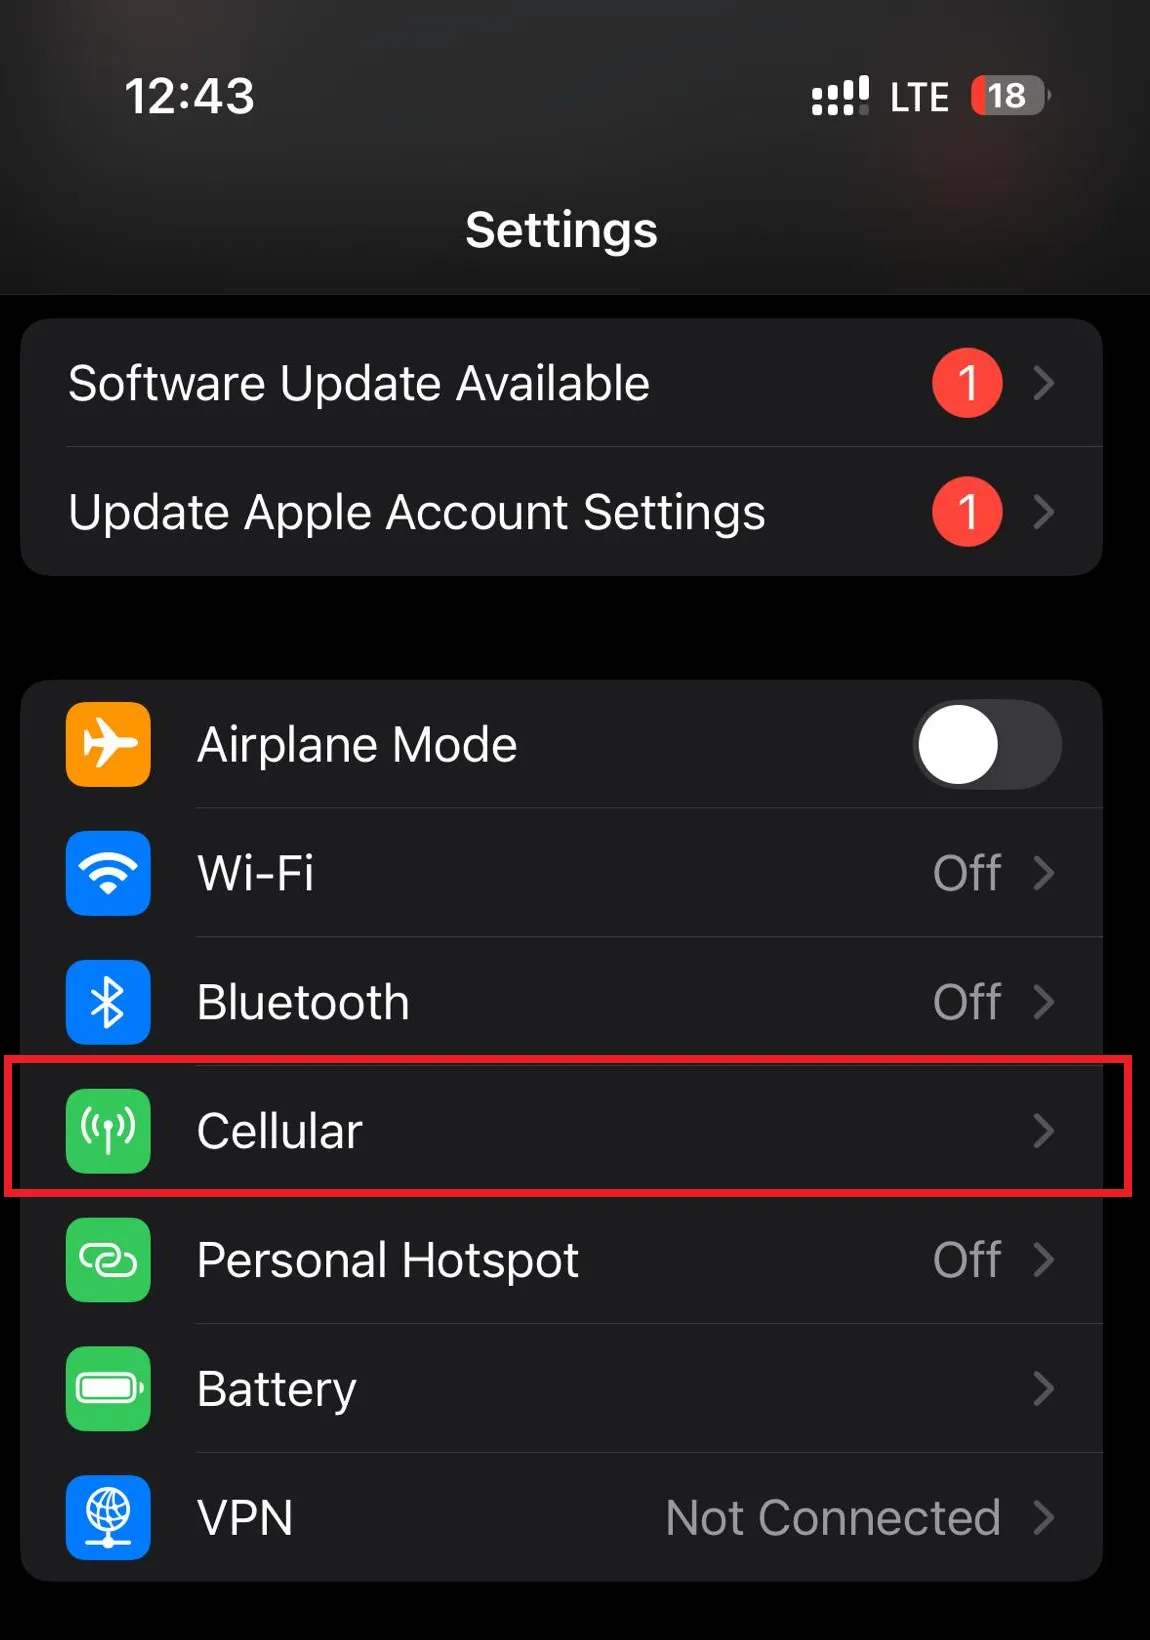 12:43 LTE 18
Settings
Software Update Available 1
Update Apple Account Settings 1
Airplane Mode
Wi-Fi Off
Bluetooth Off
Cellular
Personal Hotspot Off
Battery
VPN Not Connected